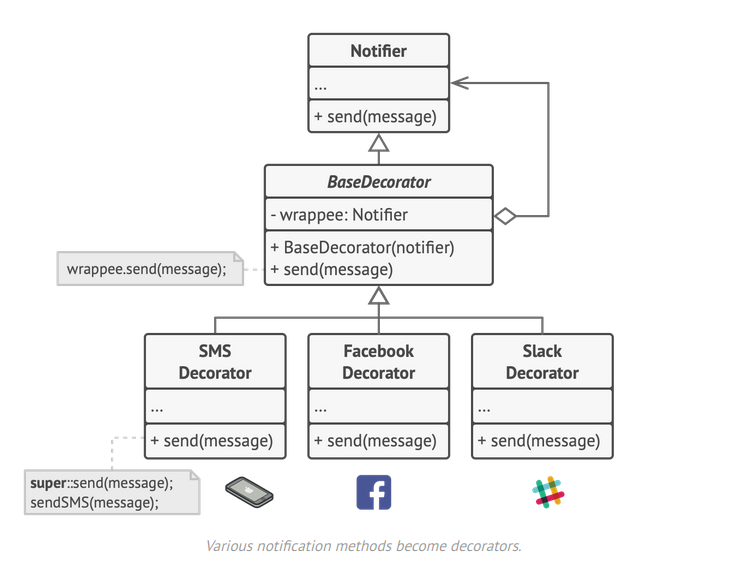 Notifier
...
+ send(message)
BaseDecorator
- wrappee: Notifier
+ BaseDecorator(notifier)
+ send(message)
wrappee.send(message);
SMS
Decorator
...
+ send(message)
Facebook
Decorator
...
+ send(message)
Slack
Decorator
...
+ send(message)
super::send(message);
sendSMS(message);
Various notification methods become decorators.